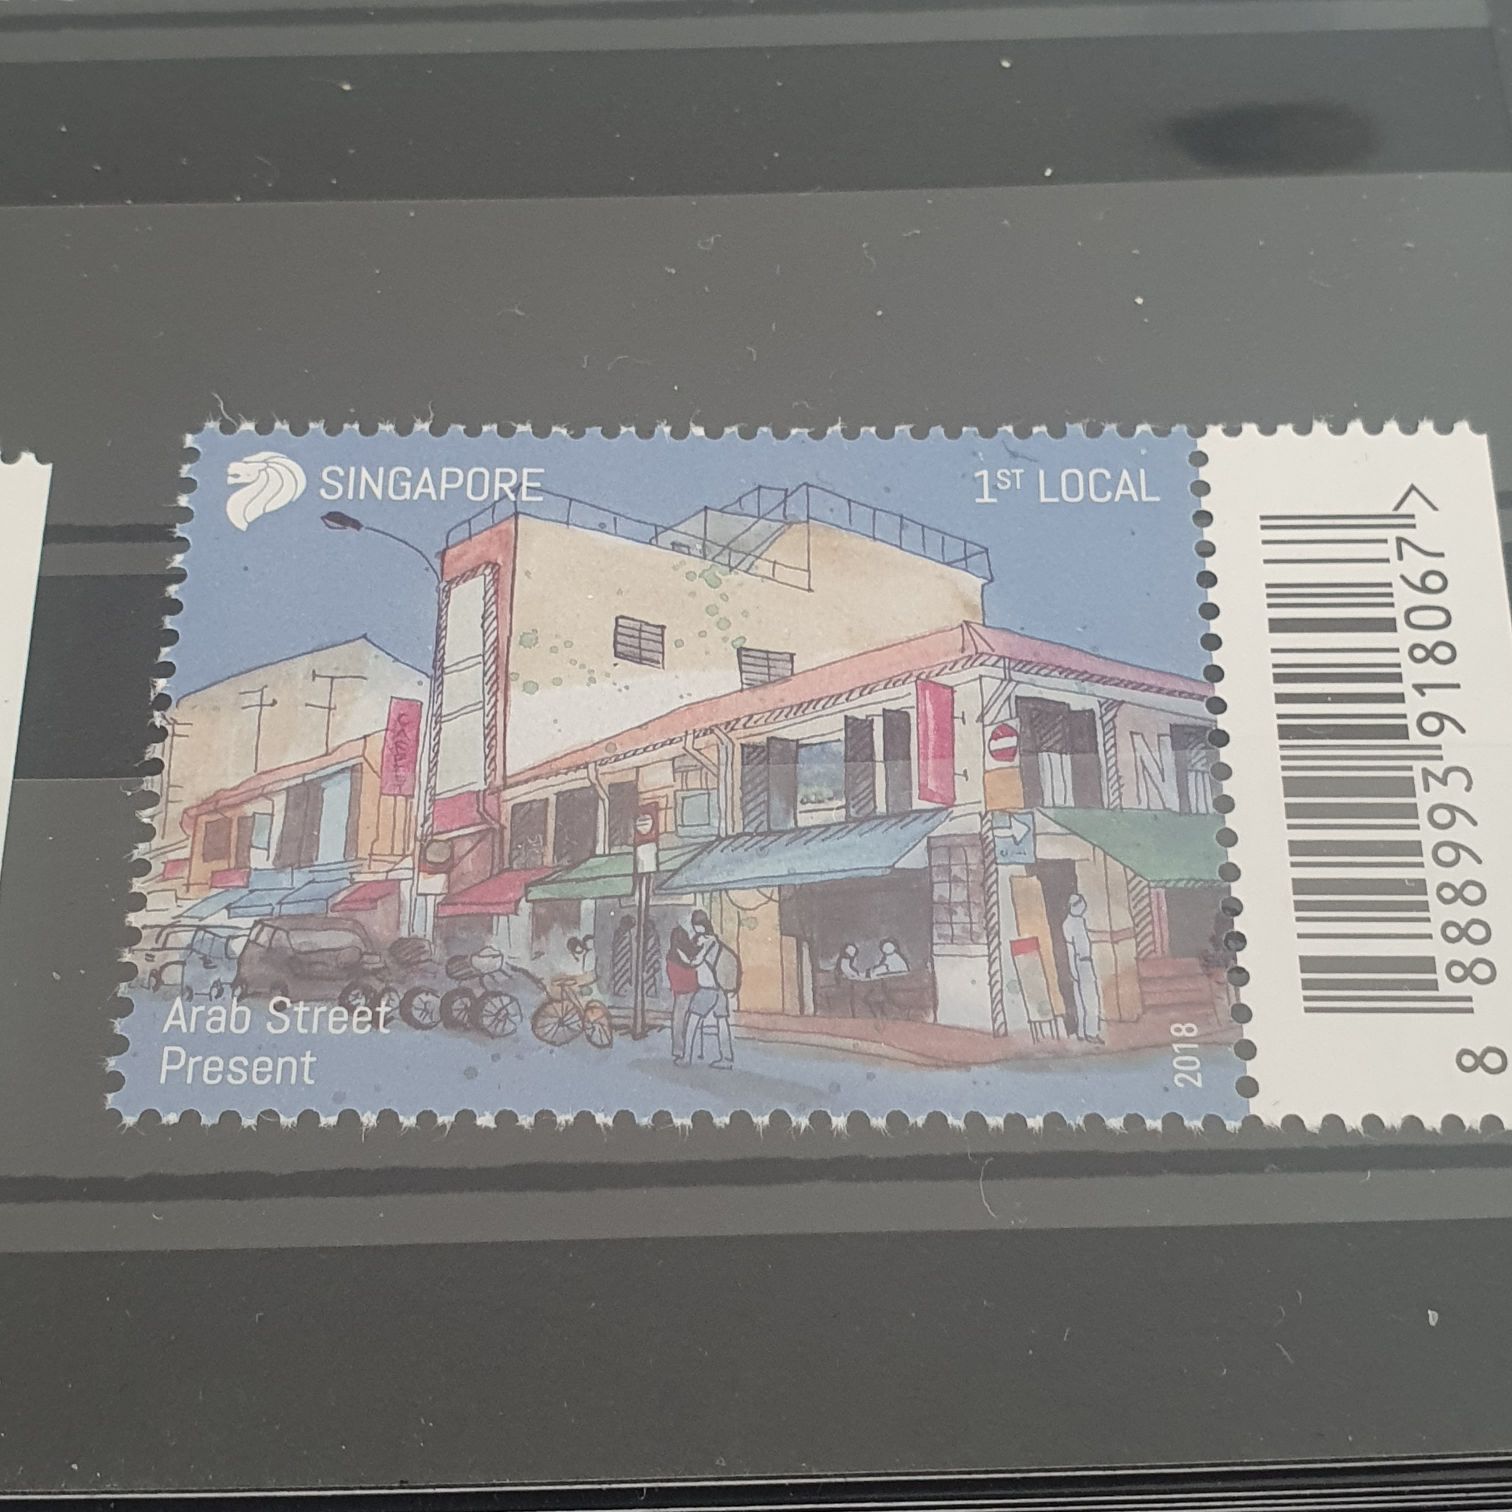 SINGAPORE
1ST LOCAL
N
Arab Street
Present
2018
8 888993 918067 >